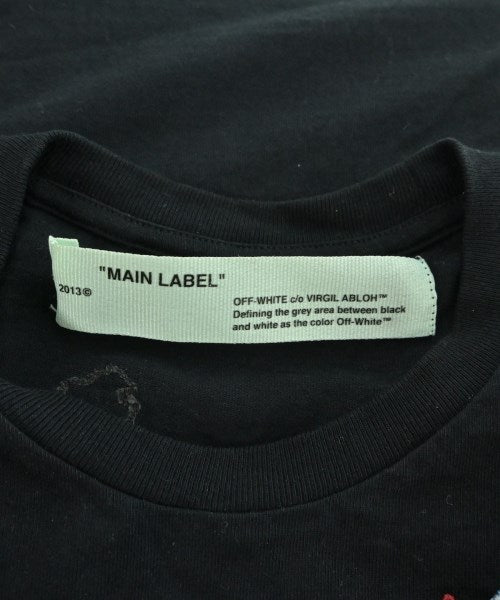 "MAIN LABEL"
2013©
OFF-WHITE c/o VIRGIL ABLOH™
Defining the grey area between black
and white as the color Off-White™